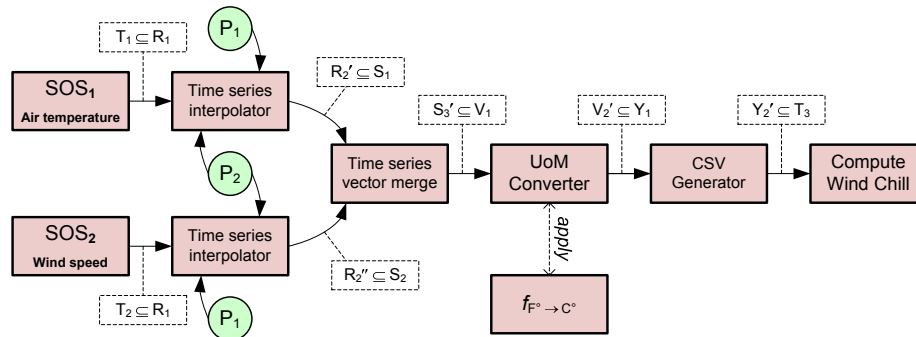 P₁
T₁ ⊆ R₁
SOS₁
Air temperature
Time series
interpolator
R₂′ ⊆ S₁
P₂
Time series
vector merge
S₃′ ⊆ V₁
UoM
Converter
V₂′ ⊆ Y₁
CSV
Generator
Y₂′ ⊆ T₃
Compute
Wind Chill
SOS₂
Wind speed
Time series
interpolator
R₂′′ ⊆ S₂
T₂ ⊆ R₁
P₁
apply
f F° → C°